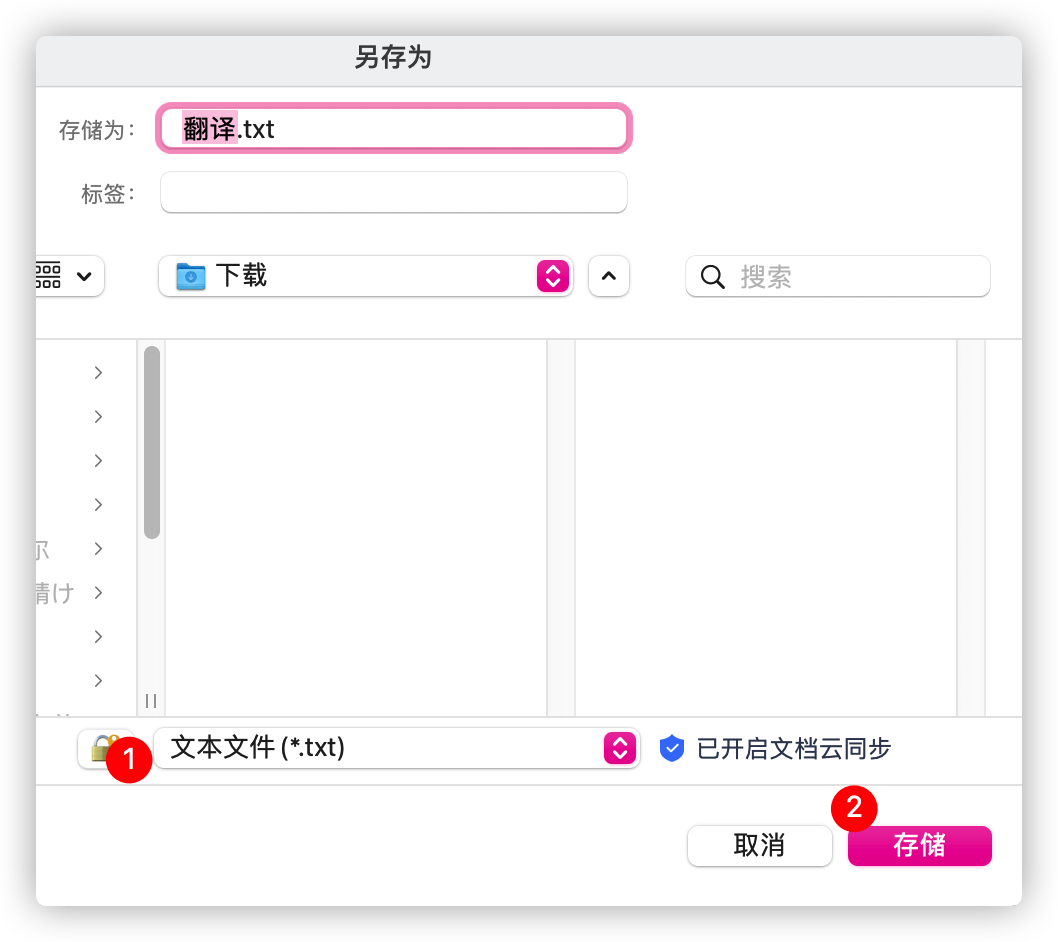 另存为
存储为：
翻译.txt
标签：
下载
搜索
尔
請け
1
文本文件 (*.txt)
已开启文档云同步
2
取消
存储